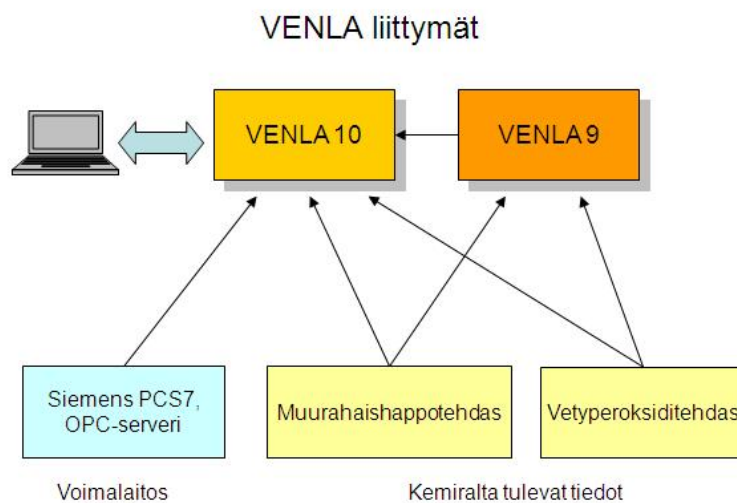 VENLA liittymät
VENLA 10
VENLA 9
Siemens PCS7,
OPC-serveri
Muurahaishappotehdas
Vetyperoksiditehdas
Voimalaitos
Kemiralta tulevat tiedot